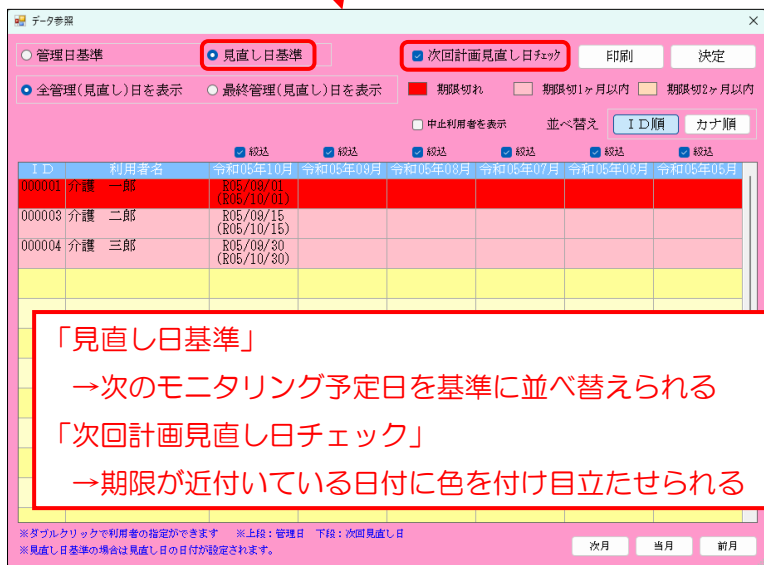 データ参照
管理日基準 見直し日基準 次回計画見直し日ﾁｪｯｸ 印刷 決定
全管理(見直し)日を表示 最終管理(見直し)日を表示 期限切れ 期限切1ヶ月以内 期限切2ヶ月以内
中止利用者を表示 並べ替え ＩＤ順 カナ順
絞込 絞込 絞込 絞込 絞込 絞込
ＩＤ 利用者名 令和05年10月 令和05年09月 令和05年08月 令和05年07月 令和05年06月 令和05年05月
000001 介護 一郎 R05/09/01
(R05/10/01)
000003 介護 二郎 R05/09/15
(R05/10/15)
000004 介護 三郎 R05/09/30
(R05/10/30)
「見直し日基準」
→次のモニタリング予定日を基準に並べ替えられる
「次回計画見直し日チェック」
→期限が近付いている日付に色を付け目立たせられる
※ダブルクリックで利用者の指定ができます ※上段：管理日 下段：次回見直し日
※見直し日基準の場合は見直し日の日付が設定されます。
次月 当月 前月